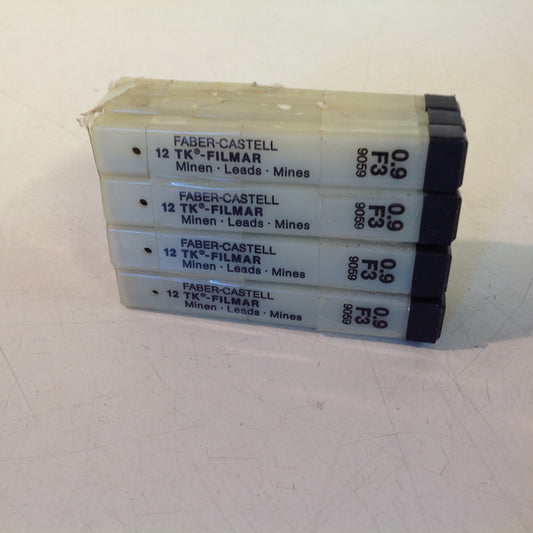 FABER-CASTELL
12 TK®-FILMAR
Minen · Leads · Mines
0.9
F3
9059
FABER-CASTELL
12 TK®-FILMAR
Minen · Leads · Mines
0.9
F3
9059
FABER-CASTELL
12 TK®-FILMAR
Minen · Leads · Mines
0.9
F3
9059
FABER-CASTELL
12 TK®-FILMAR
Minen · Leads · Mines
0.9
F3
9059